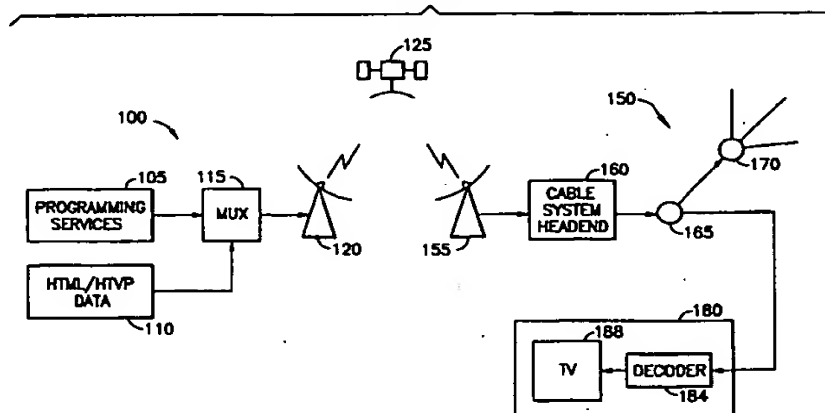 125
100
150
105
115
160
170
PROGRAMMING
SERVICES
MUX
CABLE
SYSTEM
HEADEND
120
155
165
HTML/HTVP
DATA
110
180
188
TV
DECODER
184